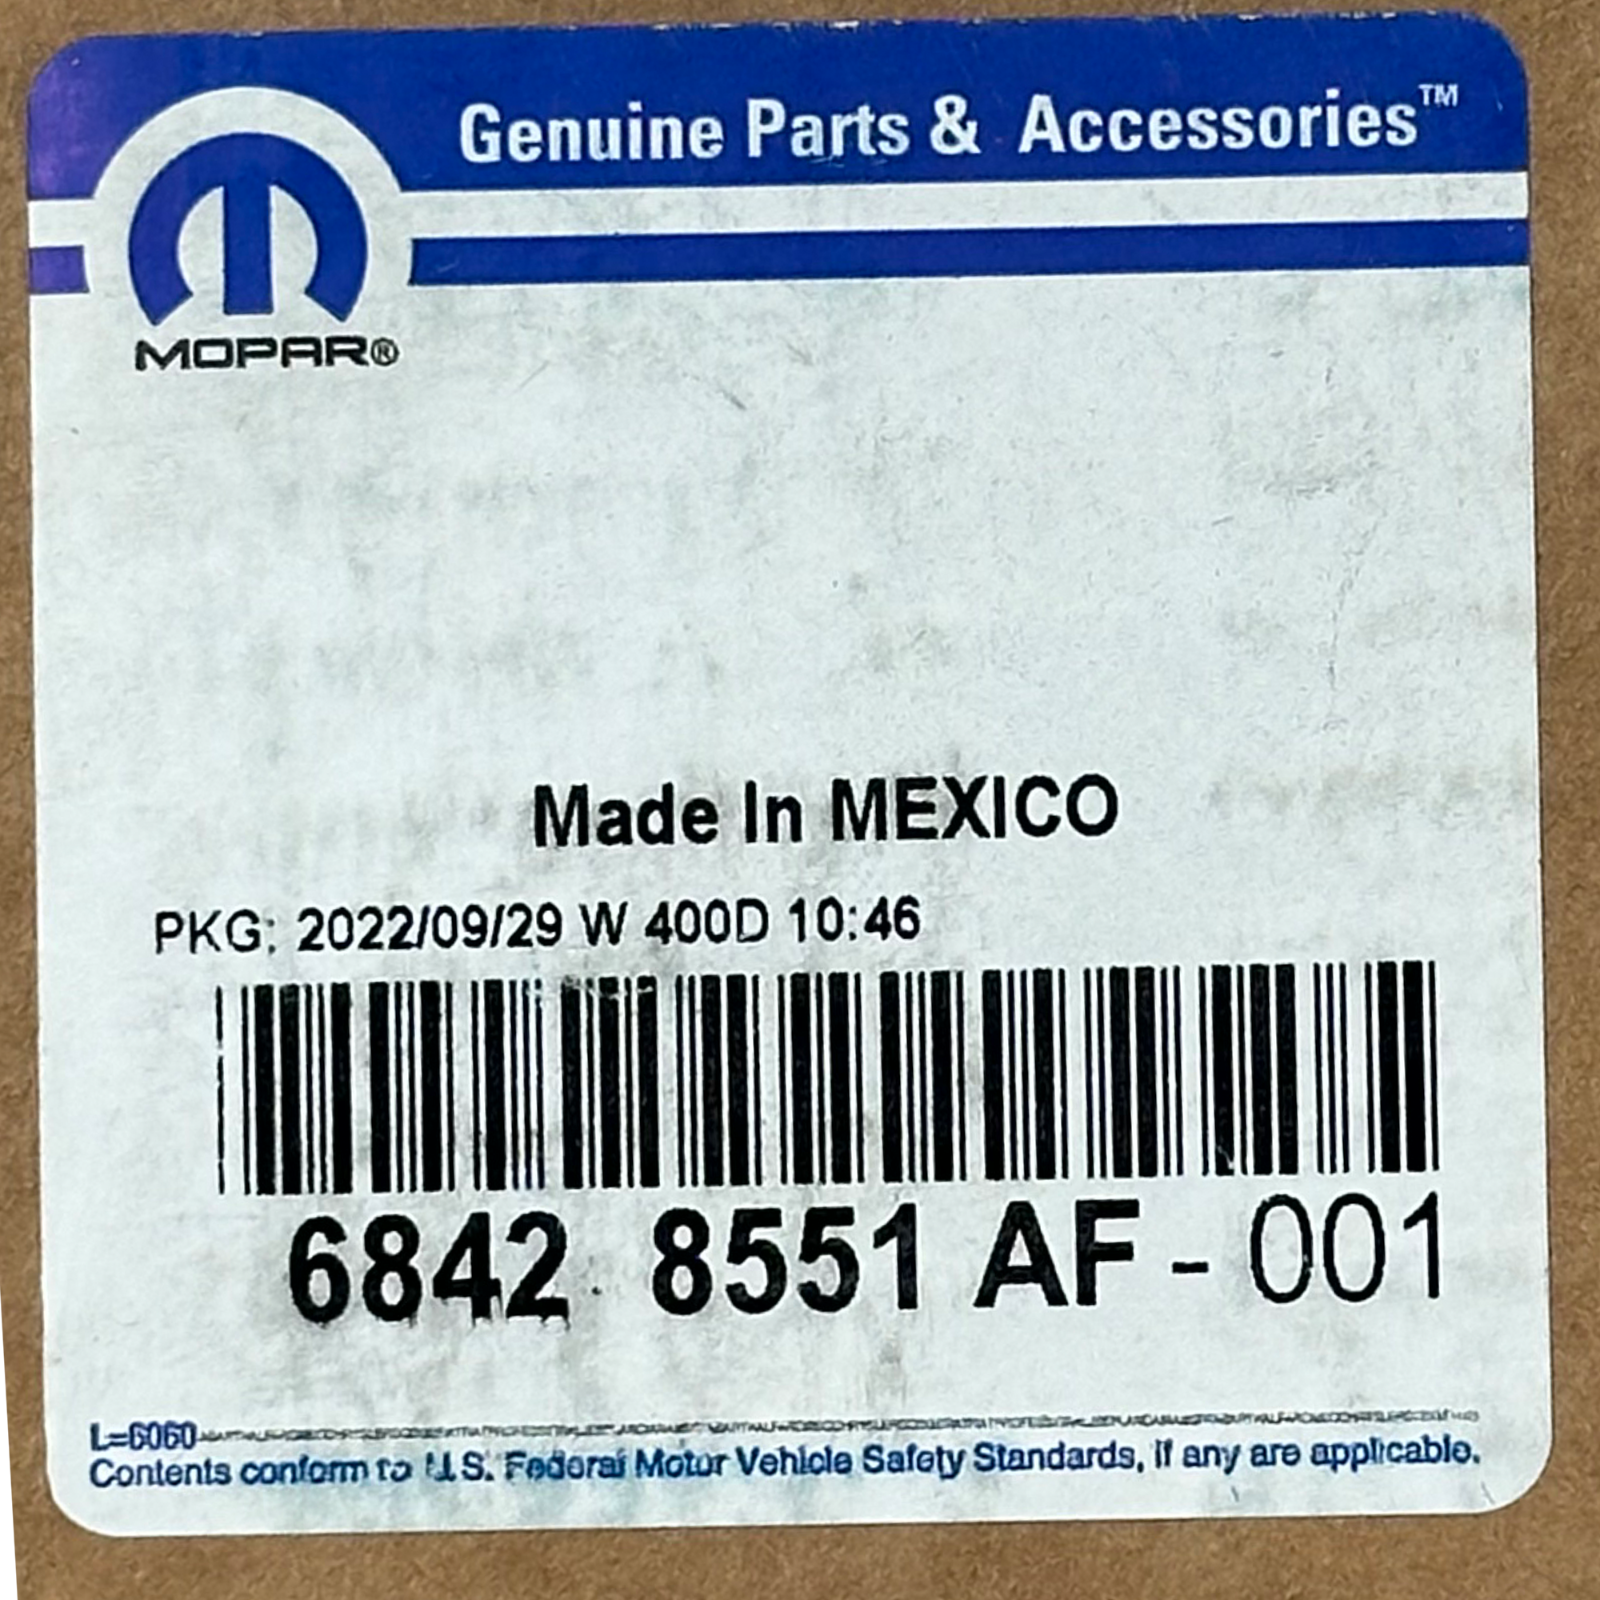 Genuine Parts & Accessories™
MOPAR®
Made In MEXICO
PKG: 2022/09/29 W 400D 10:46
6842 8551 AF - 001
L=6060
Contents conform to U.S. Federal Motor Vehicle Safety Standards, if any are applicable.